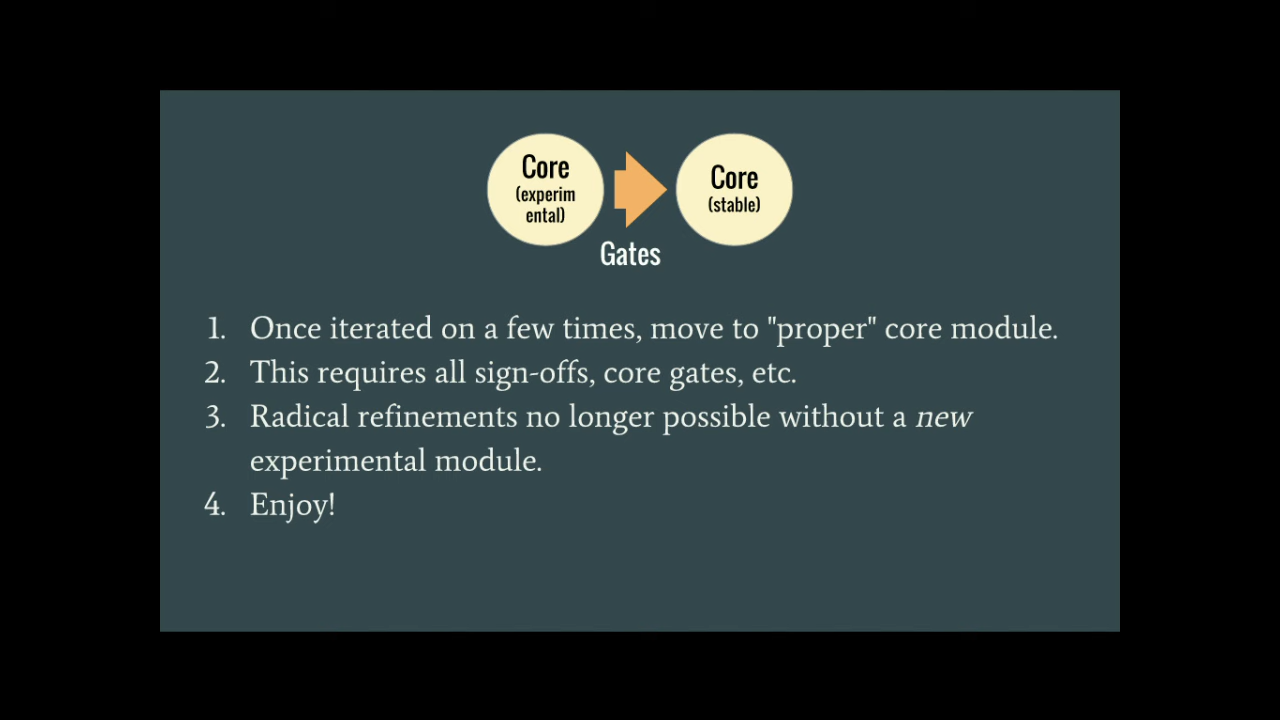 Core
(experim
ental)
Core
(stable)
Gates
1. Once iterated on a few times, move to "proper" core module.
2. This requires all sign-offs, core gates, etc.
3. Radical refinements no longer possible without a new
experimental module.
4. Enjoy!